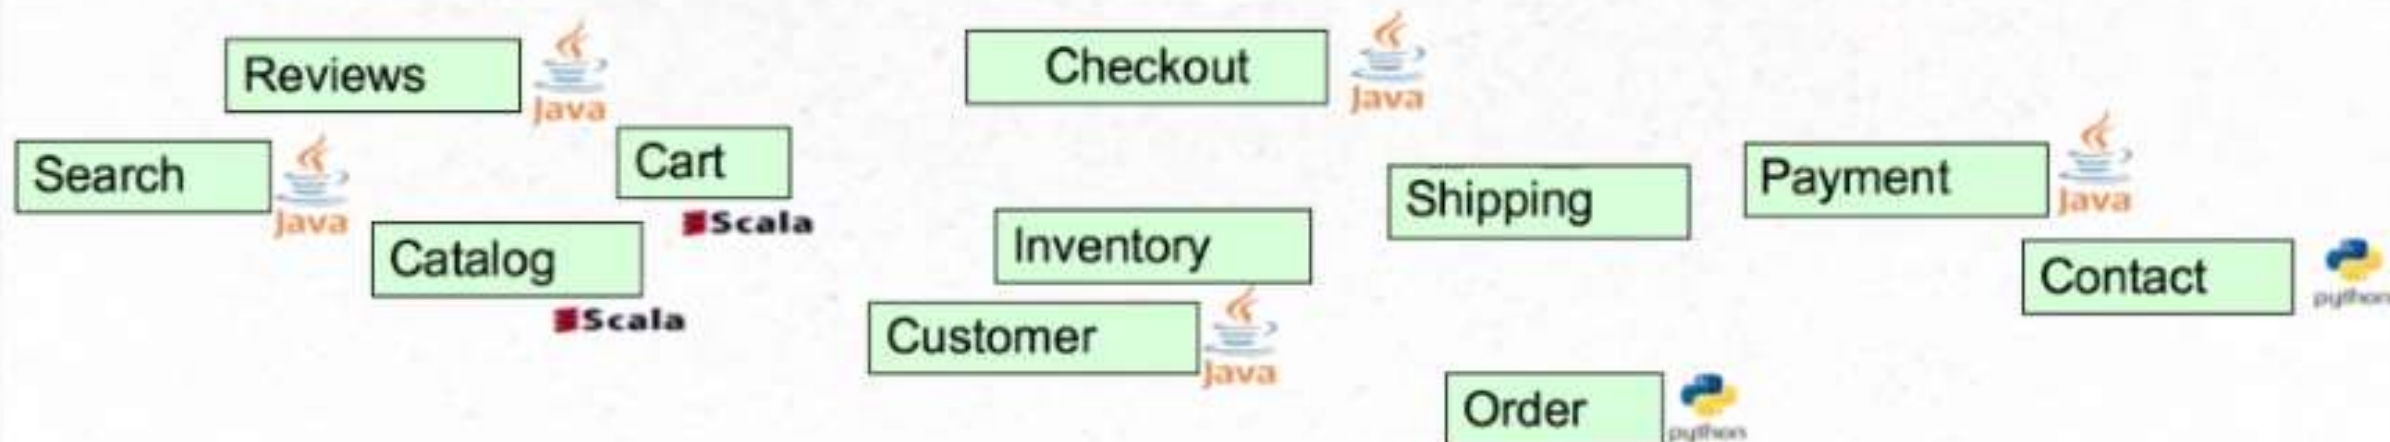 Reviews
Java
Checkout
Java
Search
Java
Cart
Scala
Catalog
Scala
Inventory
Customer
Java
Shipping
Payment
Java
Contact
python
Order
python